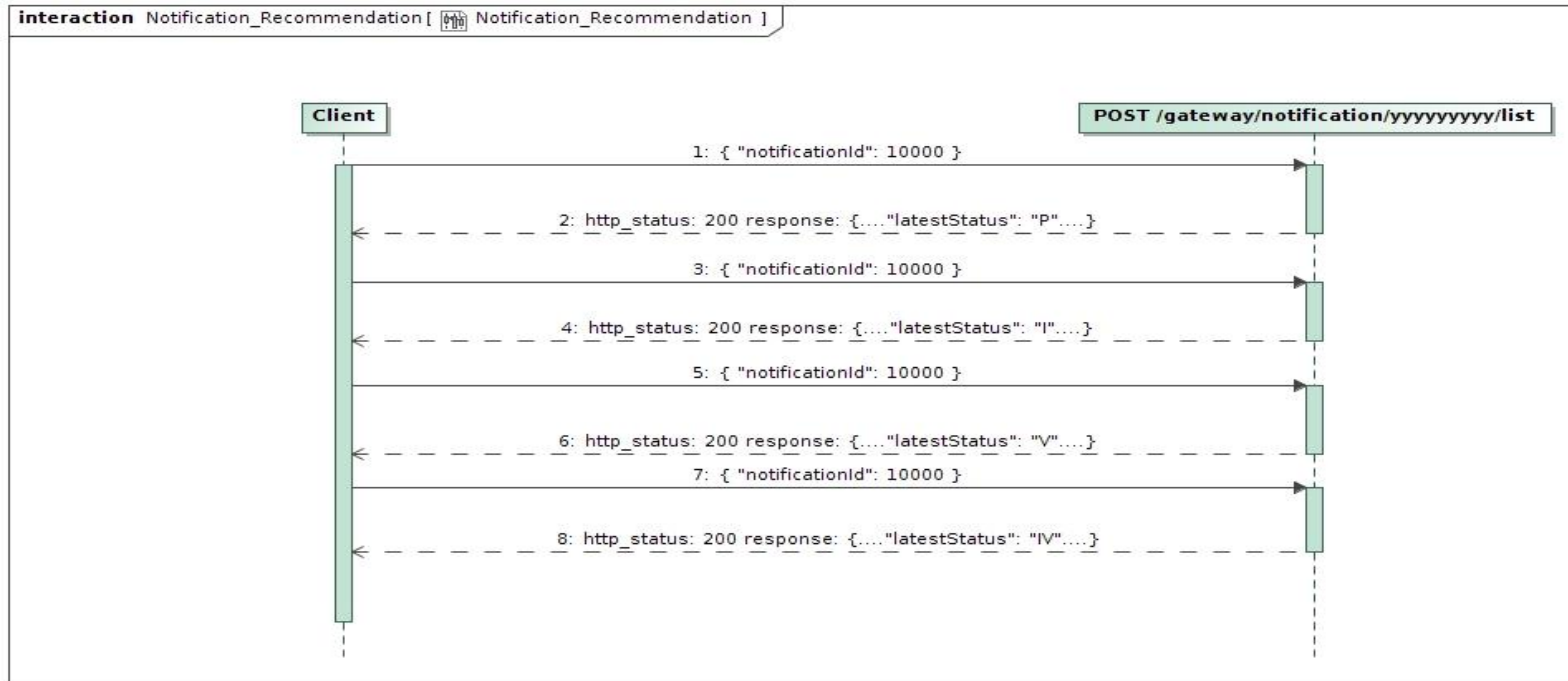 interaction Notification_Recommendation [ Notification_Recommendation ]
Client
POST /gateway/notification/yyyyyyyyy/list
1: { "notificationId": 10000 }
2: http_status: 200 response: {...."latestStatus": "P"....}
3: { "notificationId": 10000 }
4: http_status: 200 response: {...."latestStatus": "I"....}
5: { "notificationId": 10000 }
6: http_status: 200 response: {...."latestStatus": "V"....}
7: { "notificationId": 10000 }
8: http_status: 200 response: {...."latestStatus": "IV"....}